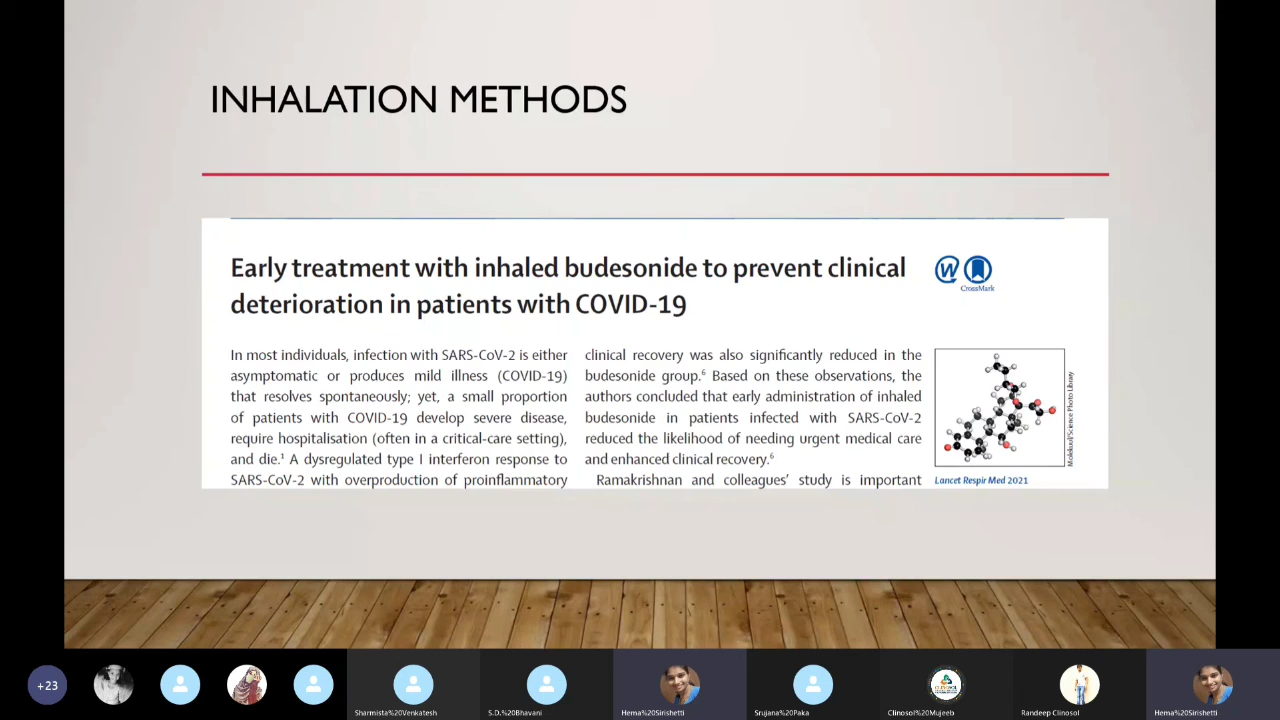 INHALATION METHODS
Early treatment with inhaled budesonide to prevent clinical
deterioration in patients with COVID-19
W
CrossMark
In most individuals, infection with SARS-CoV-2 is either
asymptomatic or produces mild illness (COVID-19)
that resolves spontaneously; yet, a small proportion
of patients with COVID-19 develop severe disease,
require hospitalisation (often in a critical-care setting),
and die.¹ A dysregulated type I interferon response to
SARS-CoV-2 with overproduction of proinflammatory
clinical recovery was also significantly reduced in the
budesonide group.⁶ Based on these observations, the
authors concluded that early administration of inhaled
budesonide in patients infected with SARS-CoV-2
reduced the likelihood of needing urgent medical care
and enhanced clinical recovery.⁶
Ramakrishnan and colleagues’ study is important
Molekuul/Science Photo Library
Lancet Respir Med 2021
+23
Sharmista%20Venkatesh
S.D.%20Bhavani
Hema%20Sirishetti
Srujana%20Paka
CLINOSOL
Clinosol%20Mujeeb
Randeep Clinosol
Hema%20Sirishetti